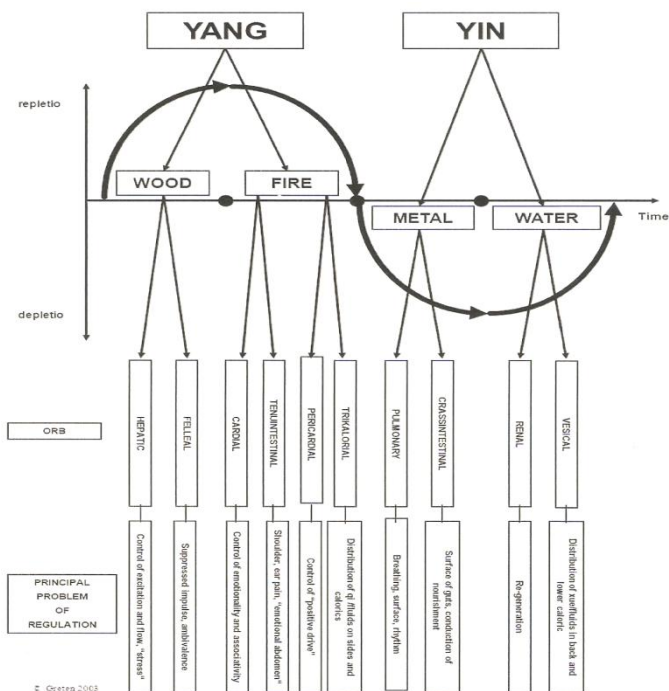 YANG
YIN
repletio
WOOD
FIRE
METAL
WATER
Time
depletio
ORB
HEPATIC
FELLEAL
CARDIAL
TENUINTESTINAL
PERICARDIAL
TRIKALORIAL
PULMONARY
CRASSINTESTINAL
RENAL
VESICAL
PRINCIPAL
PROBLEM
OF
REGULATION
Control of excitation and flow, "stress"
Suppressed impulse, ambivalence
Control of emotionality and associativity
Shoulder, ear pain, "emotional abdomen"
Control of "positive drive"
Distribution of qi /fluids on sides and
calorics
Breathing, surface, rhythm
Surface of guts, conduction of
nourishment
Re-generation
Distribution of xue/fluids in back and
lower caloric
Greten 2003